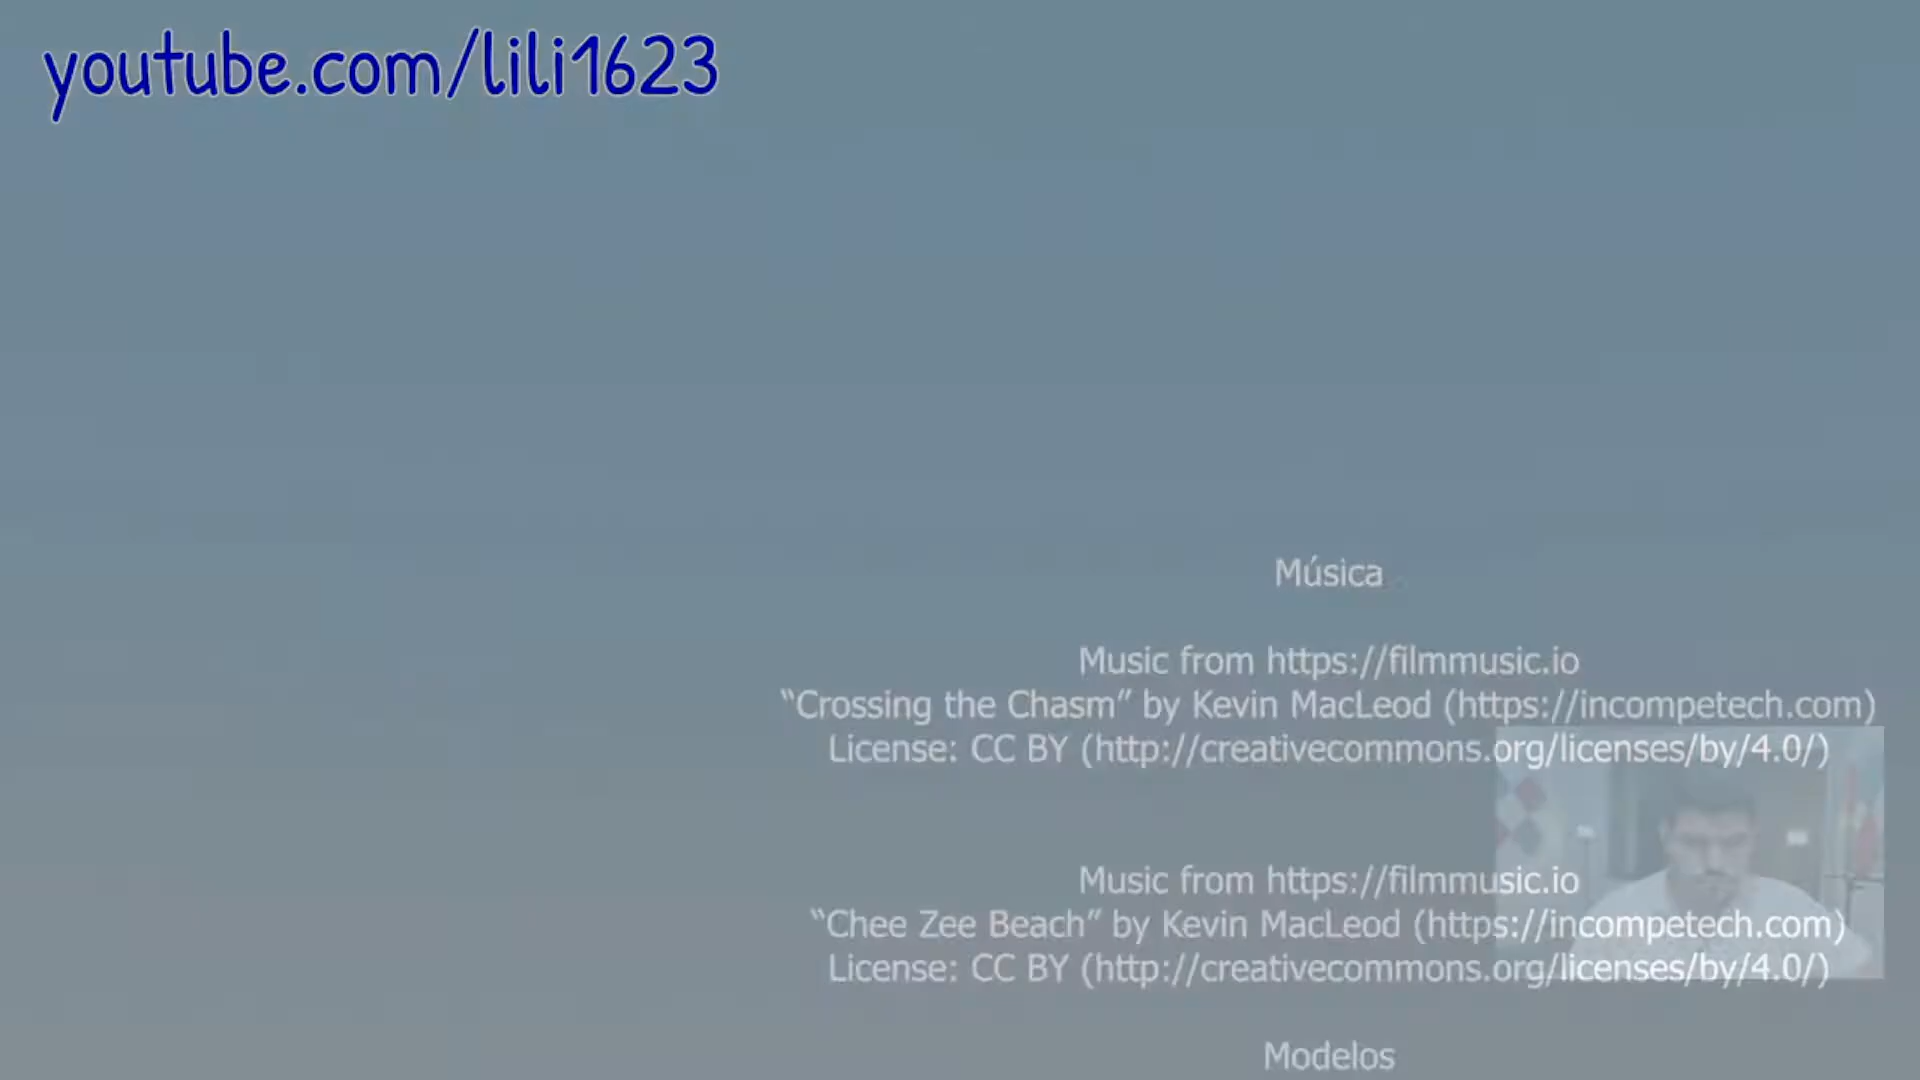 youtube.com/lili1623
Música
Music from https://filmmusic.io
“Crossing the Chasm” by Kevin MacLeod (https://incompetech.com)
License: CC BY (http://creativecommons.org/licenses/by/4.0/)
Music from https://filmmusic.io
“Chee Zee Beach” by Kevin MacLeod (https://incompetech.com)
License: CC BY (http://creativecommons.org/licenses/by/4.0/)
Modelos